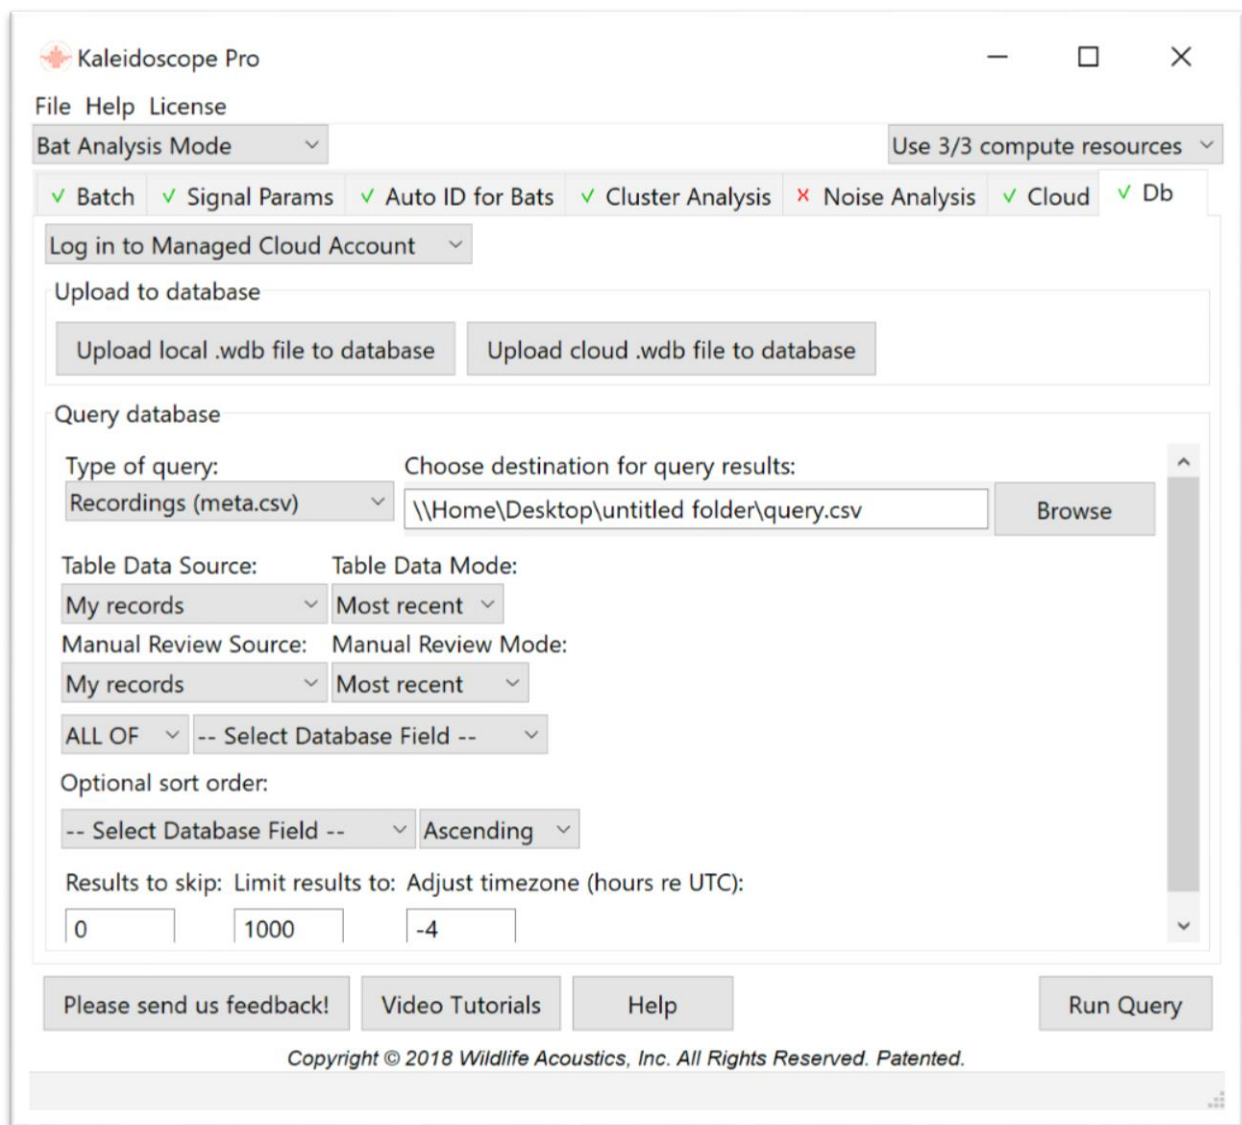 Kaleidoscope Pro
File Help License
Bat Analysis Mode Use 3/3 compute resources
Batch Signal Params Auto ID for Bats Cluster Analysis Noise Analysis Cloud Db
Log in to Managed Cloud Account
Upload to database
Upload local .wdb file to database Upload cloud .wdb file to database
Query database
Type of query: Choose destination for query results:
Recordings (meta.csv) \\Home\Desktop\untitled folder\query.csv Browse
Table Data Source: Table Data Mode:
My records Most recent
Manual Review Source: Manual Review Mode:
My records Most recent
ALL OF -- Select Database Field --
Optional sort order:
-- Select Database Field -- Ascending
Results to skip: Limit results to: Adjust timezone (hours re UTC):
0 1000 -4
Please send us feedback! Video Tutorials Help Run Query
Copyright © 2018 Wildlife Acoustics, Inc. All Rights Reserved. Patented.